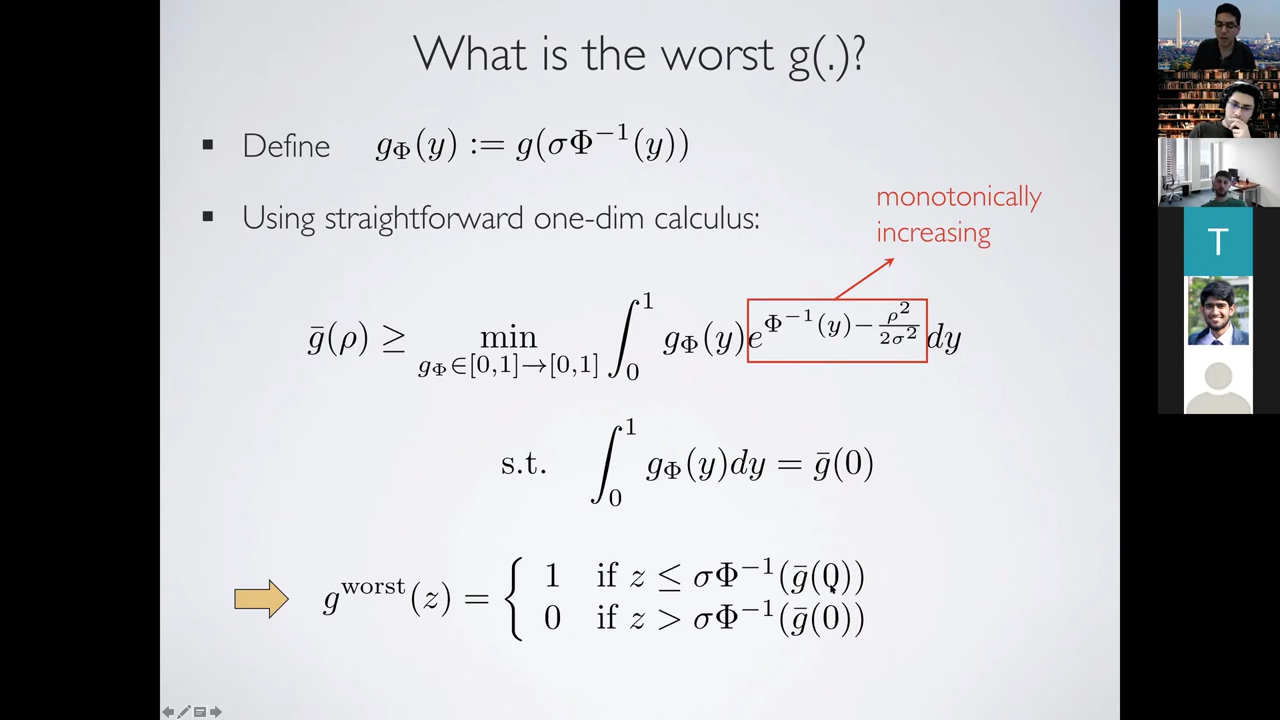 What is the worst g(.)?
▪ Define g_Φ(y) := g(σΦ⁻¹(y))
▪ Using straightforward one-dim calculus:
monotonically
increasing
ḡ(ρ) ≥ min_{g_Φ∈[0,1]→[0,1]} ∫₀¹ g_Φ(y)e^{Φ⁻¹(y)−ρ²/2σ²}dy
s.t. ∫₀¹ g_Φ(y)dy = ḡ(0)
g^worst(z) = { 1 if z ≤ σΦ⁻¹(ḡ(0))
0 if z > σΦ⁻¹(ḡ(0))
T